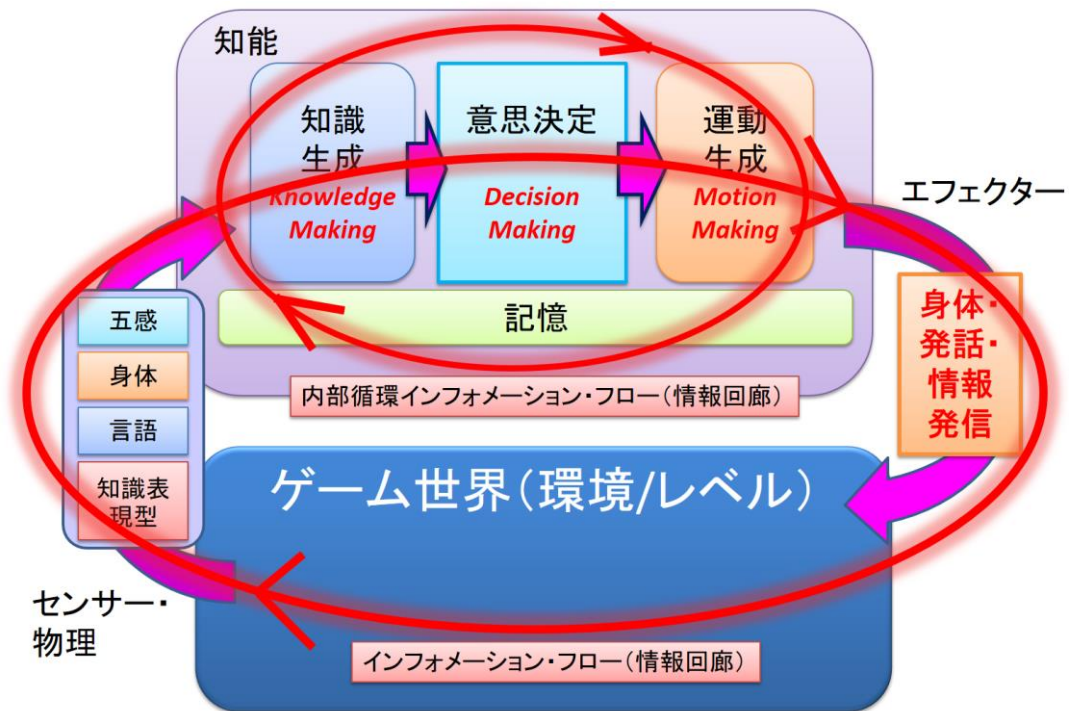 知能
知識
生成
Knowledge
Making
意思決定
Decision
Making
運動
生成
Motion
Making
記憶
内部循環インフォメーション・フロー(情報回廊)
エフェクター
身体・
発話・
情報
発信
五感
身体
言語
知識表
現型
センサー・
物理
ゲーム世界(環境/レベル)
インフォメーション・フロー(情報回廊)